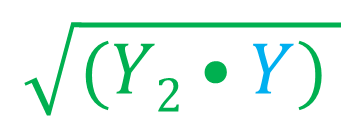 √(Y₂ • Y)